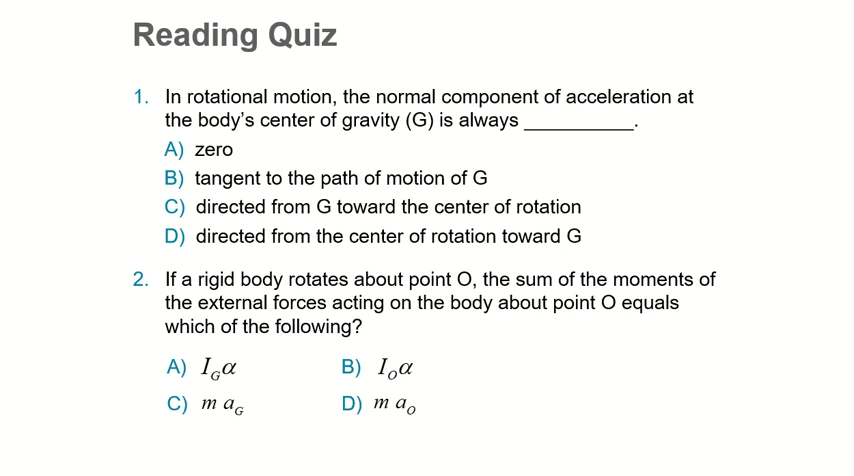 Reading Quiz
1. In rotational motion, the normal component of acceleration at
the body's center of gravity (G) is always __________.
A) zero
B) tangent to the path of motion of G
C) directed from G toward the center of rotation
D) directed from the center of rotation toward G
2. If a rigid body rotates about point O, the sum of the moments of
the external forces acting on the body about point O equals
which of the following?
A) I_G α B) I_O α
C) m a_G D) m a_O